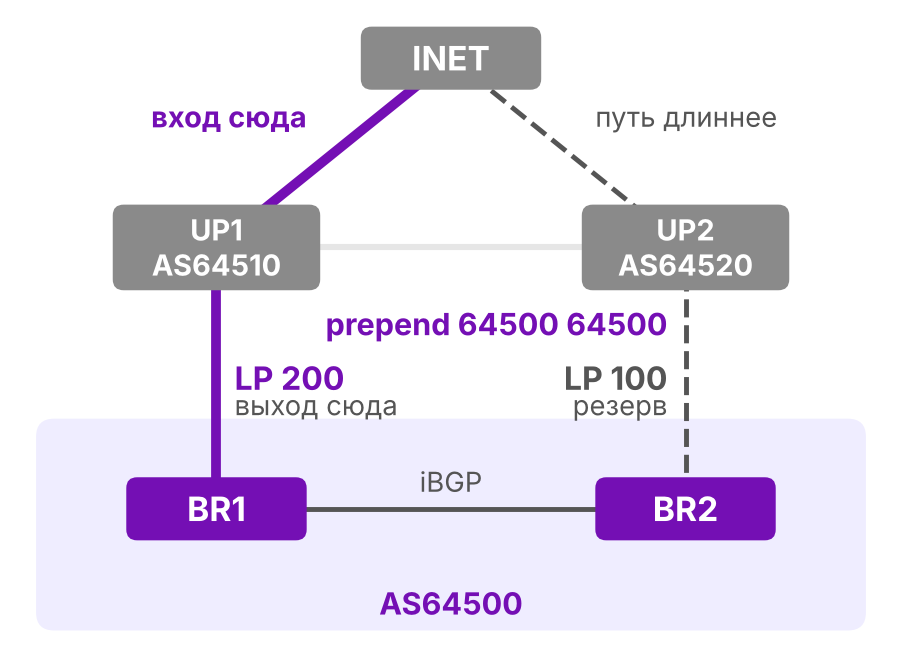 INET
вход сюда
путь длиннее
UP1
AS64510
UP2
AS64520
prepend 64500 64500
LP 200
выход сюда
LP 100
резерв
iBGP
BR1
BR2
AS64500